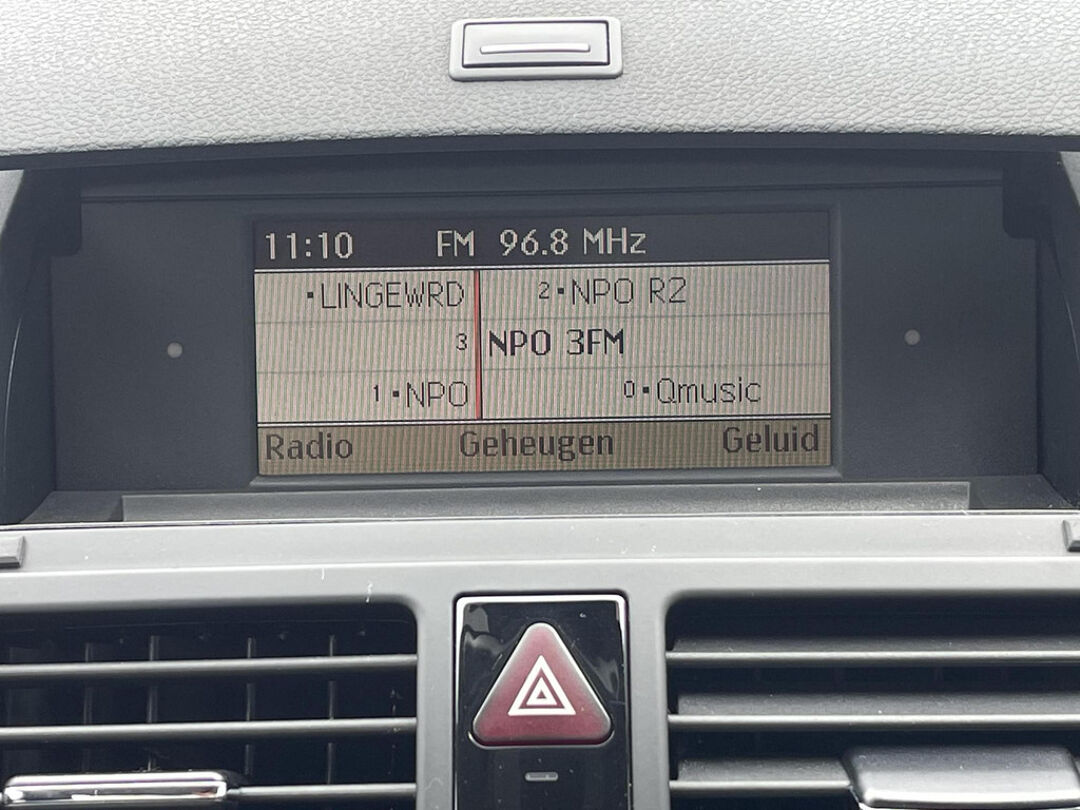 11:10 FM 96.8 MHz
·LINGEWRD 2·NPO R2
3 NPO 3FM
1·NPO 0·Qmusic
Radio Geheugen Geluid